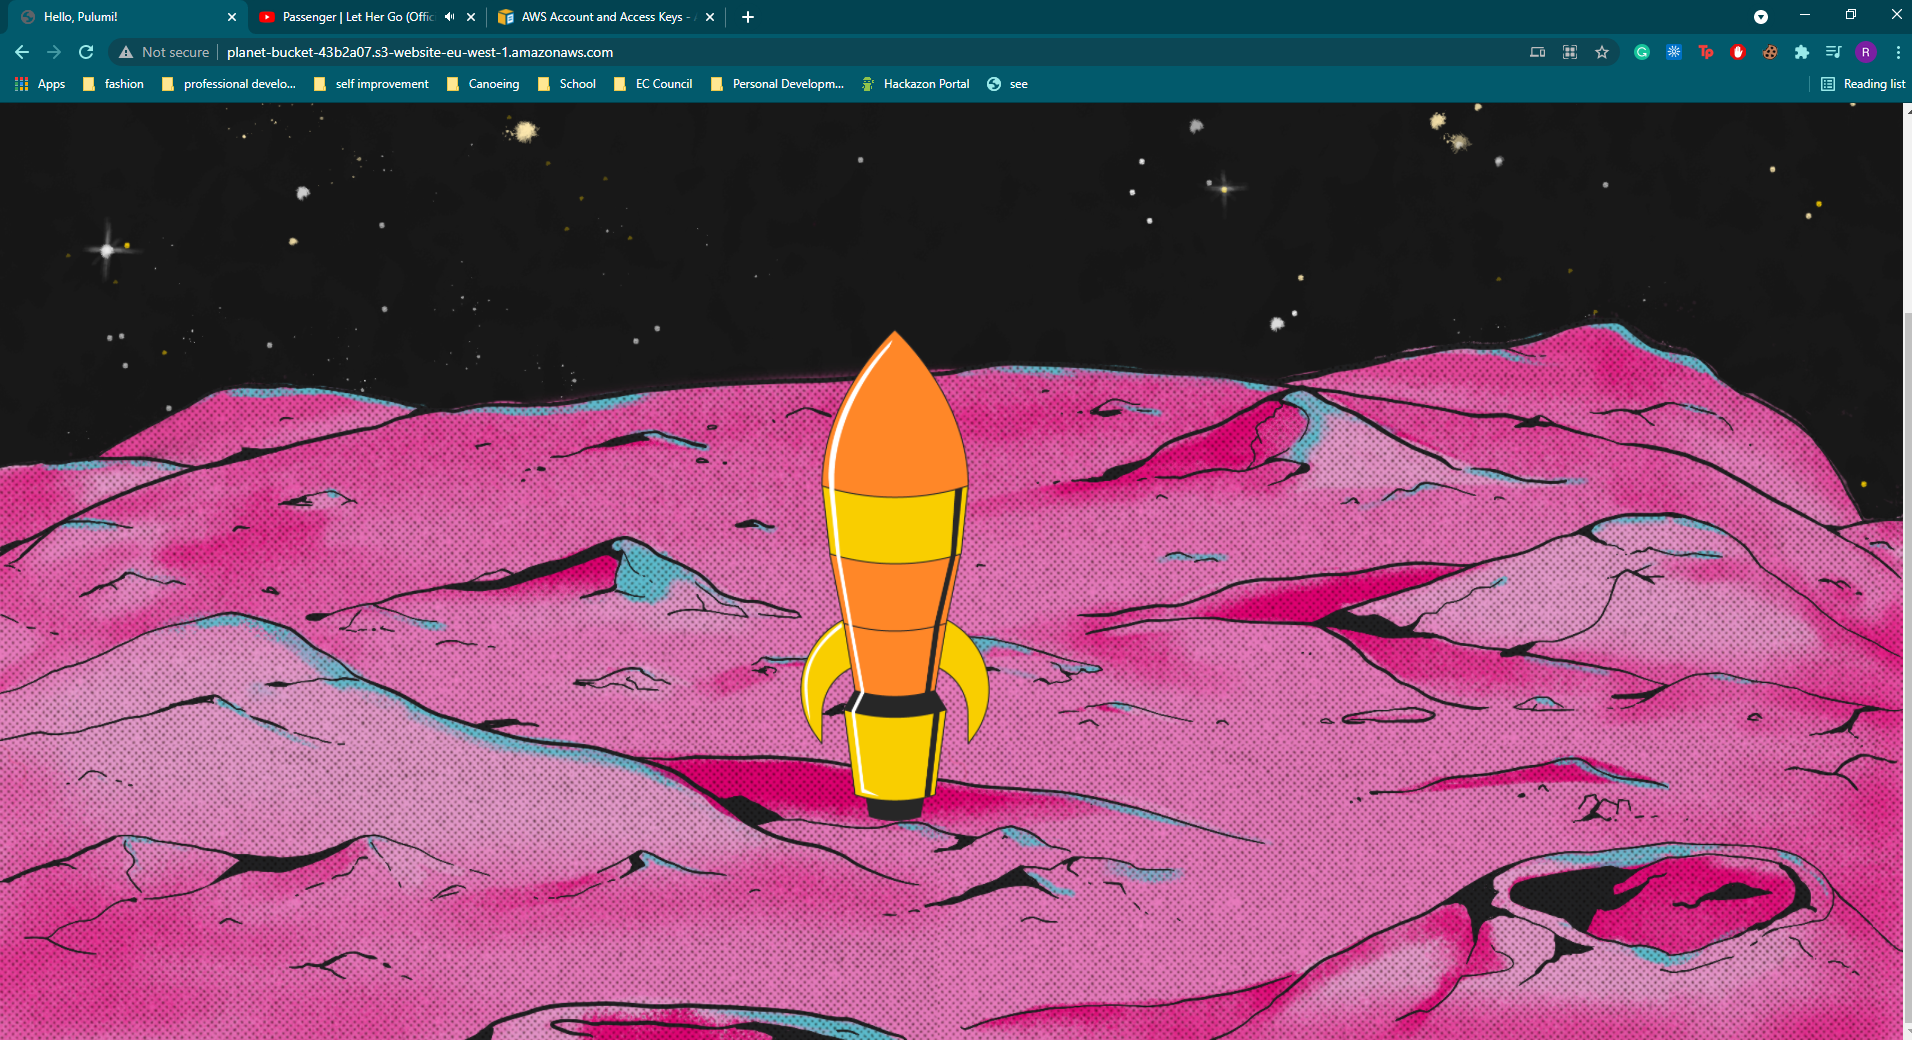 Hello, Pulumi!
Passenger | Let Her Go (Offic
AWS Account and Access Keys -
Not secure
planet-bucket-43b2a07.s3-website-eu-west-1.amazonaws.com
R
Apps
fashion
professional develo...
self improvement
Canoeing
School
EC Council
Personal Developm...
Hackazon Portal
see
Reading list